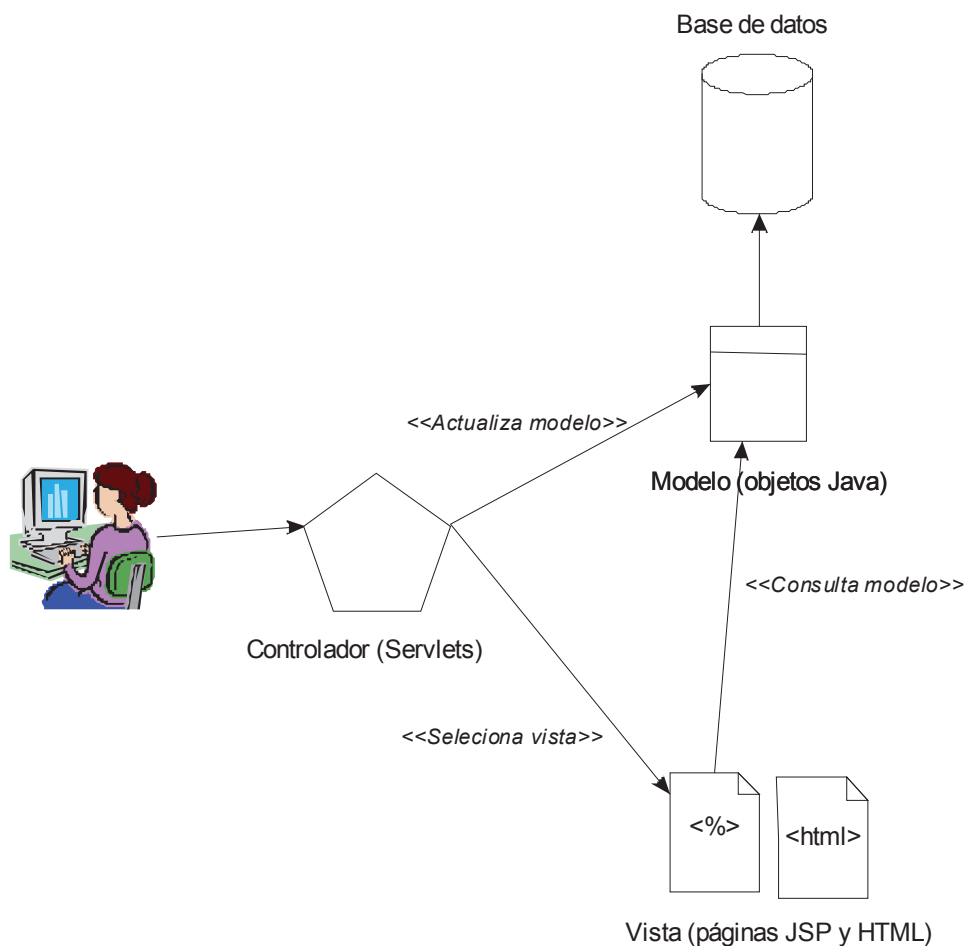 Base de datos
<<Actualiza modelo>>
Modelo (objetos Java)
<<Consulta modelo>>
Controlador (Servlets)
<<Seleciona vista>>
<%>
<html>
Vista (páginas JSP y HTML)